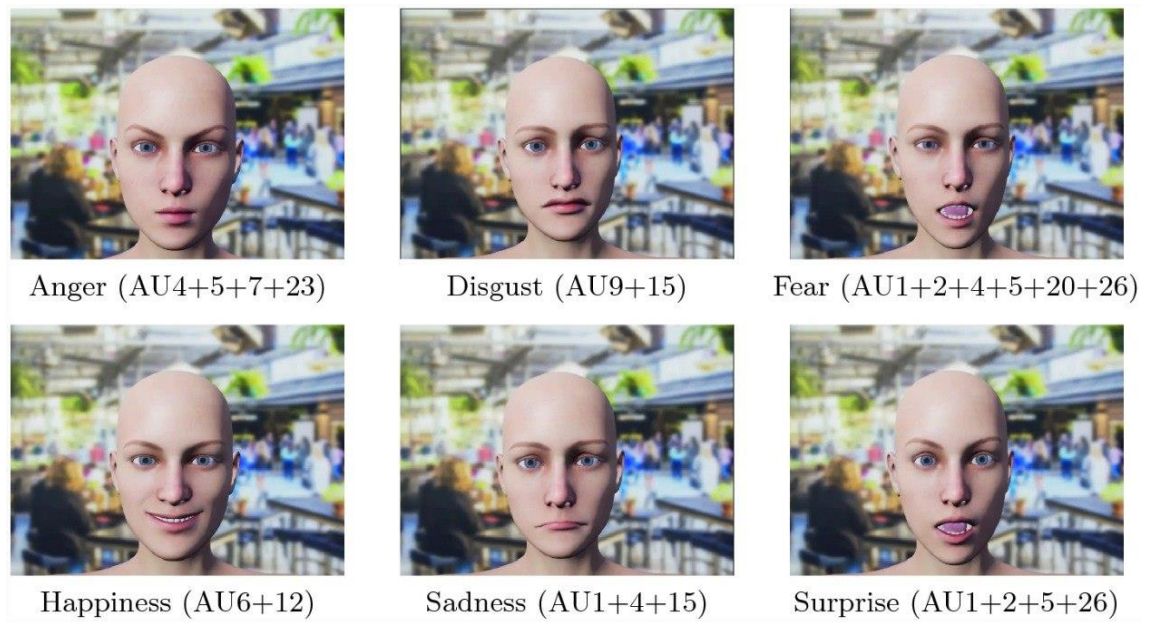 Anger (AU4+5+7+23)
Disgust (AU9+15)
Fear (AU1+2+4+5+20+26)
Happiness (AU6+12)
Sadness (AU1+4+15)
Surprise (AU1+2+5+26)